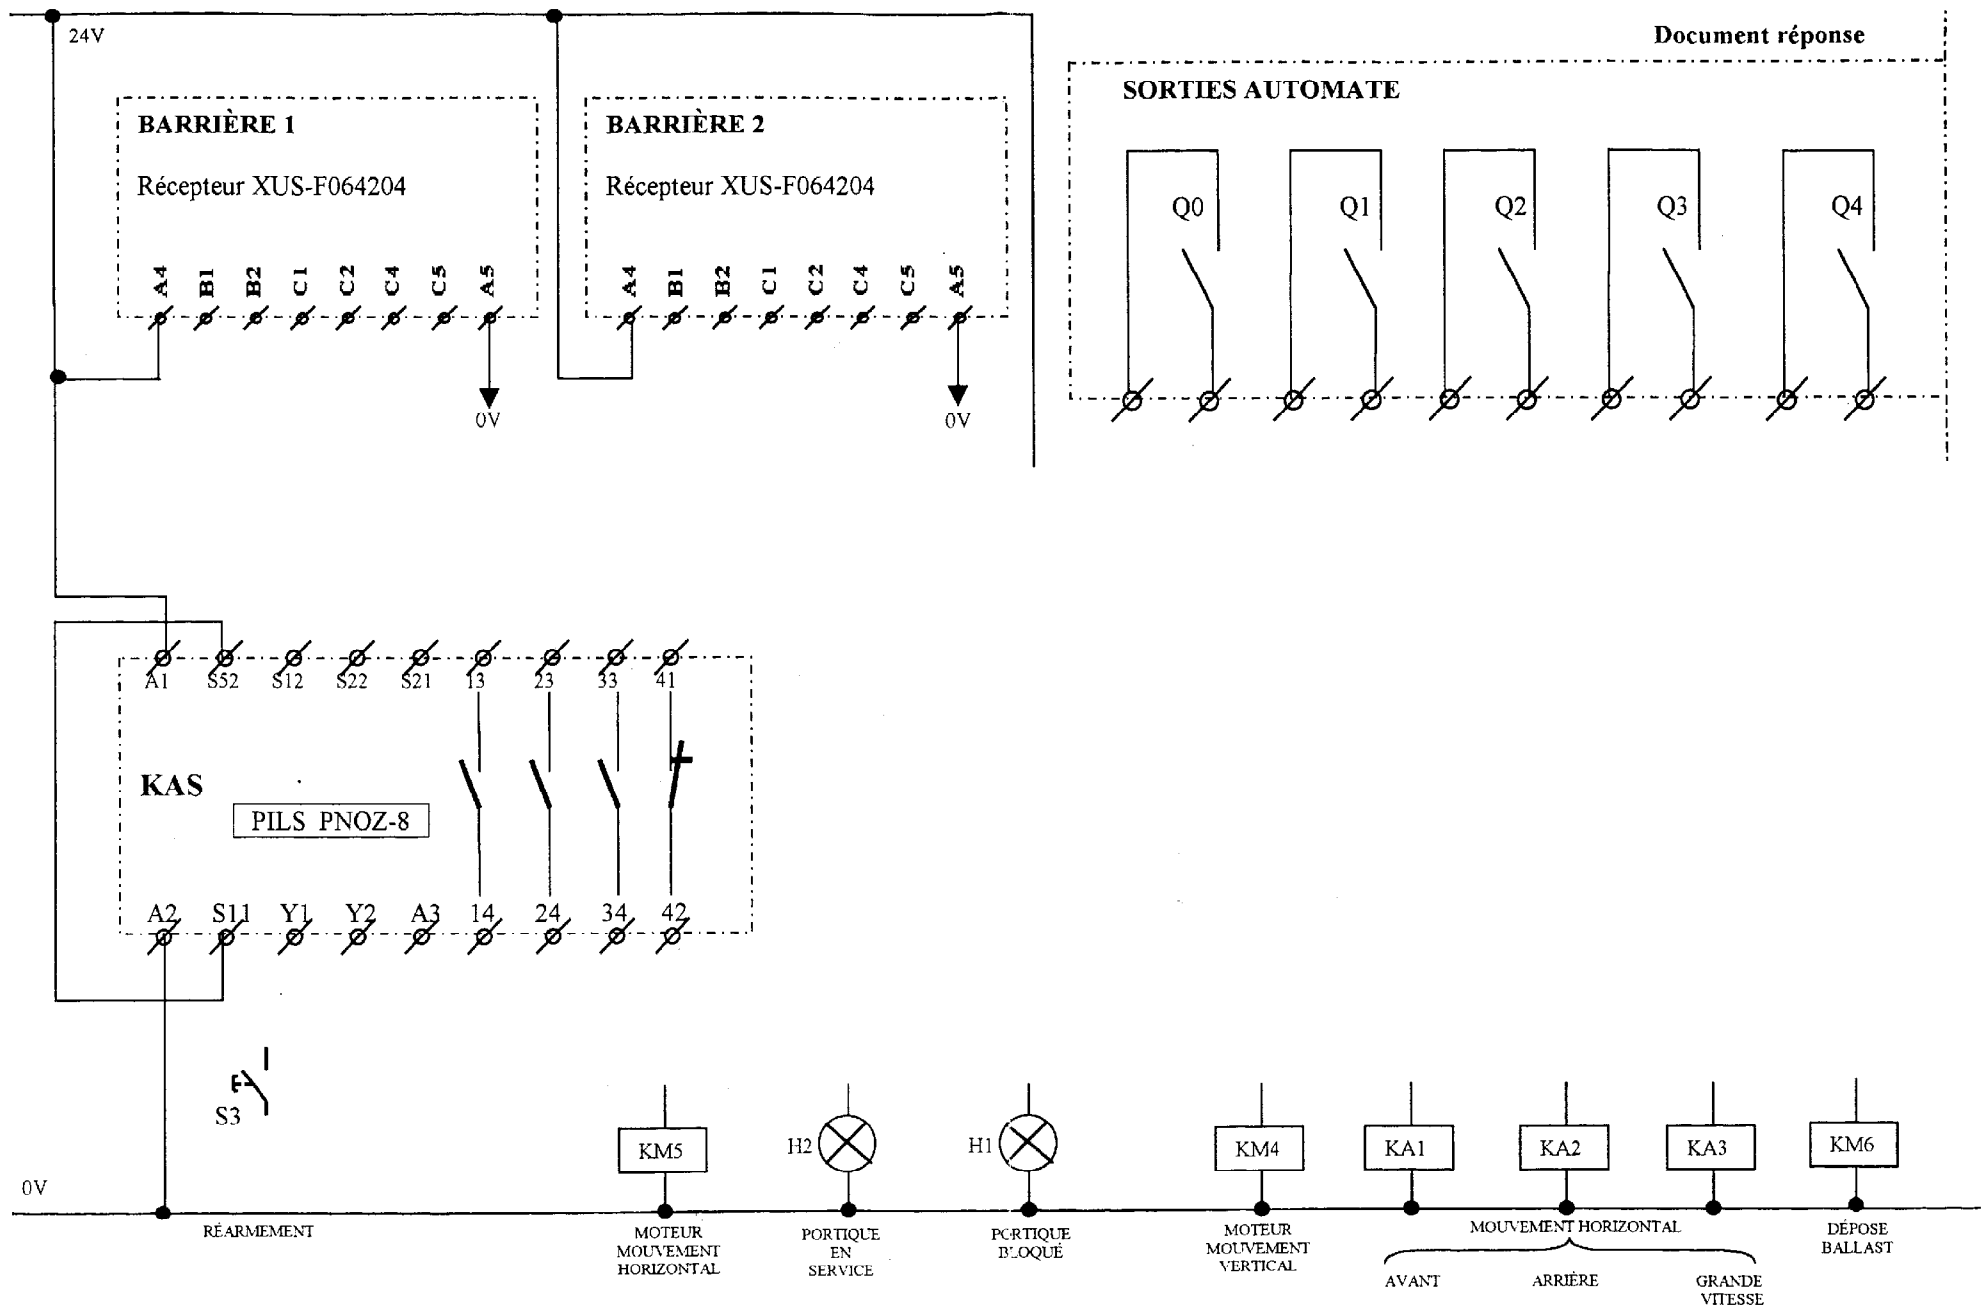 24V
Document réponse
BARRIÈRE 1
Récepteur XUS-F064204
A4 B1 B2 C1 C2 C4 C5 A5
0V
BARRIÈRE 2
Récepteur XUS-F064204
A4 B1 B2 C1 C2 C4 C5 A5
0V
SORTIES AUTOMATE
Q0 Q1 Q2 Q3 Q4
A1 S52 S12 S22 S21 13 23 33 41
KAS
PILS PNOZ-8
A2 S11 Y1 Y2 A3 14 24 34 42
S3
KM5
H2
H1
KM4
KA1
KA2
KA3
KM6
0V
RÉARMEMENT
MOTEUR
MOUVEMENT
HORIZONTAL
PORTIQUE
EN
SERVICE
PORTIQUE
BLOQUÉ
MOTEUR
MOUVEMENT
VERTICAL
MOUVEMENT HORIZONTAL
AVANT
ARRIÈRE
GRANDE
VITESSE
DÉPOSE
BALLAST